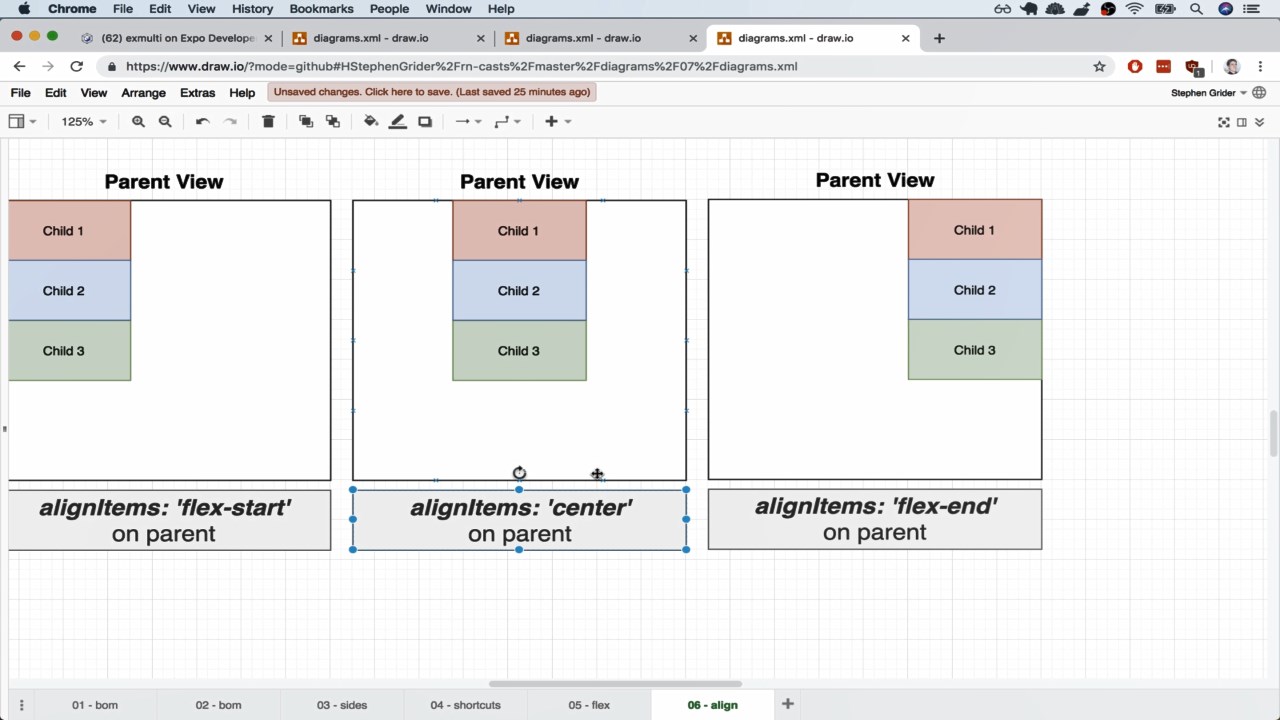 Chrome File Edit View History Bookmarks People Window Help
(62) exmulti on Expo Develope
diagrams.xml - draw.io
diagrams.xml - draw.io
diagrams.xml - draw.io
https://www.draw.io/?mode=github#HStephenGrider%2Frn-casts%2Fmaster%2Fdiagrams%2F07%2Fdiagrams.xml
1
File Edit View Arrange Extras Help
Unsaved changes. Click here to save. (Last saved 25 minutes ago)
Stephen Grider
125%
Parent View
Child 1
Child 2
Child 3
alignItems: 'flex-start'
on parent
Parent View
Child 1
Child 2
Child 3
alignItems: 'center'
on parent
Parent View
Child 1
Child 2
Child 3
alignItems: 'flex-end'
on parent
01 - bom
02 - bom
03 - sides
04 - shortcuts
05 - flex
06 - align